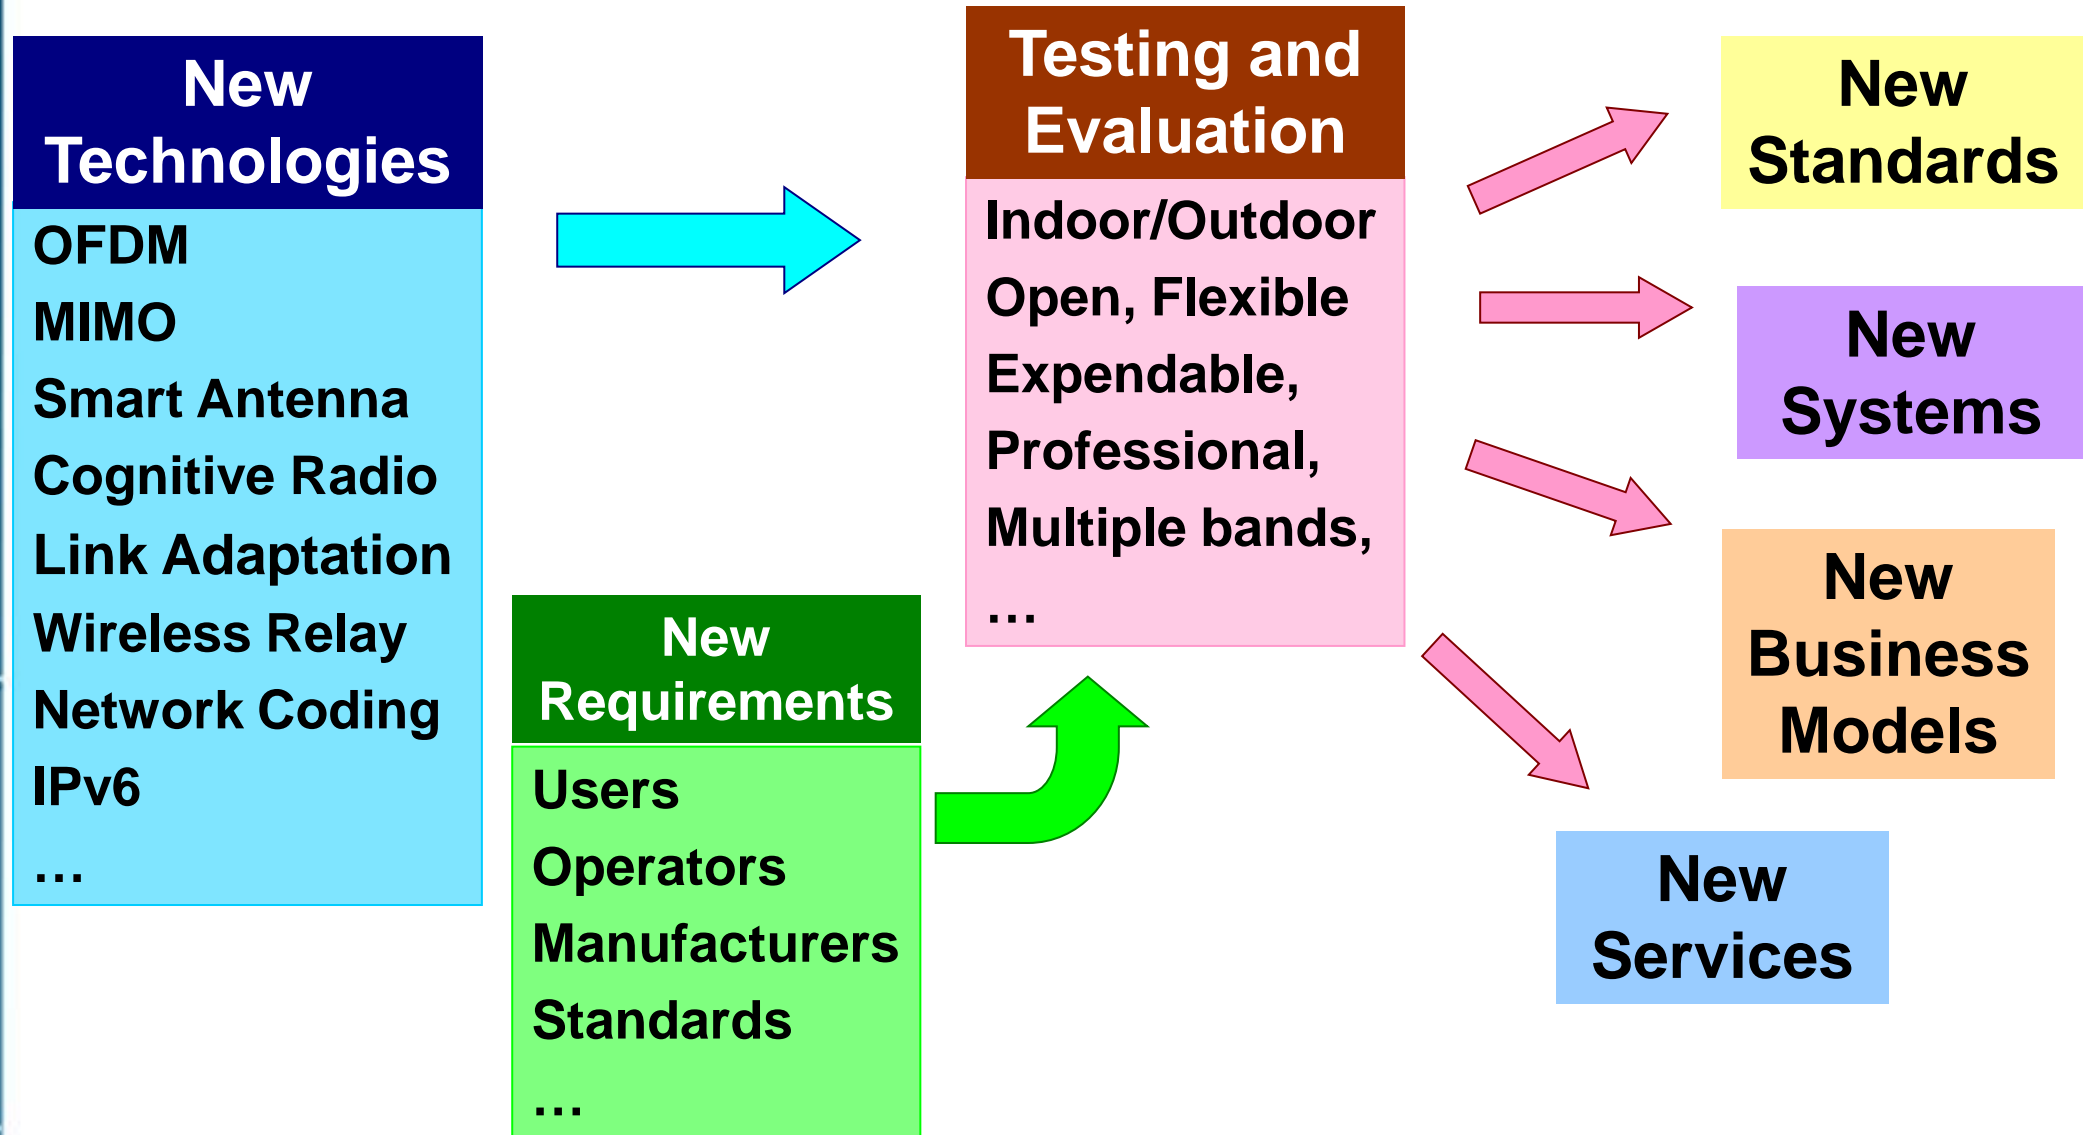 New
Technologies
OFDM
MIMO
Smart Antenna
Cognitive Radio
Link Adaptation
Wireless Relay
Network Coding
IPv6
…
New
Requirements
Users
Operators
Manufacturers
Standards
…
Testing and
Evaluation
Indoor/Outdoor
Open, Flexible
Expendable,
Professional,
Multiple bands,
…
New
Standards
New
Systems
New
Business
Models
New
Services